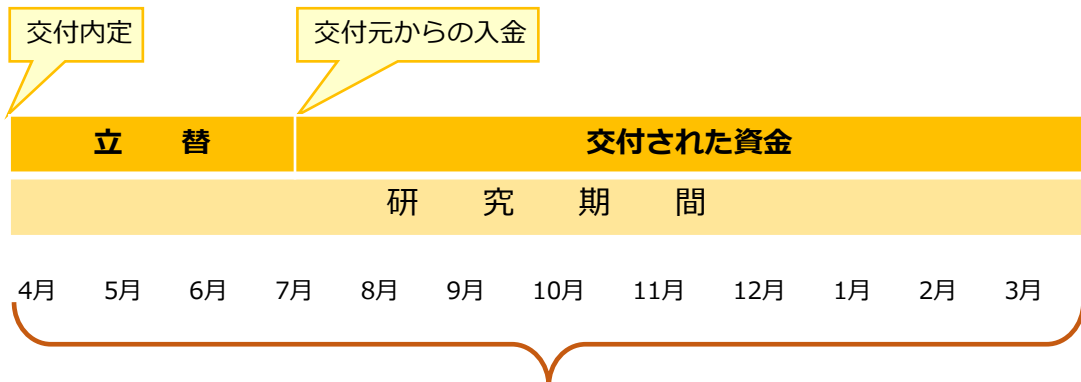 交付内定
交付元からの入金
立　替
交付された資金
研　究　期　間
4月 5月 6月 7月 8月 9月 10月 11月 12月 1月 2月 3月